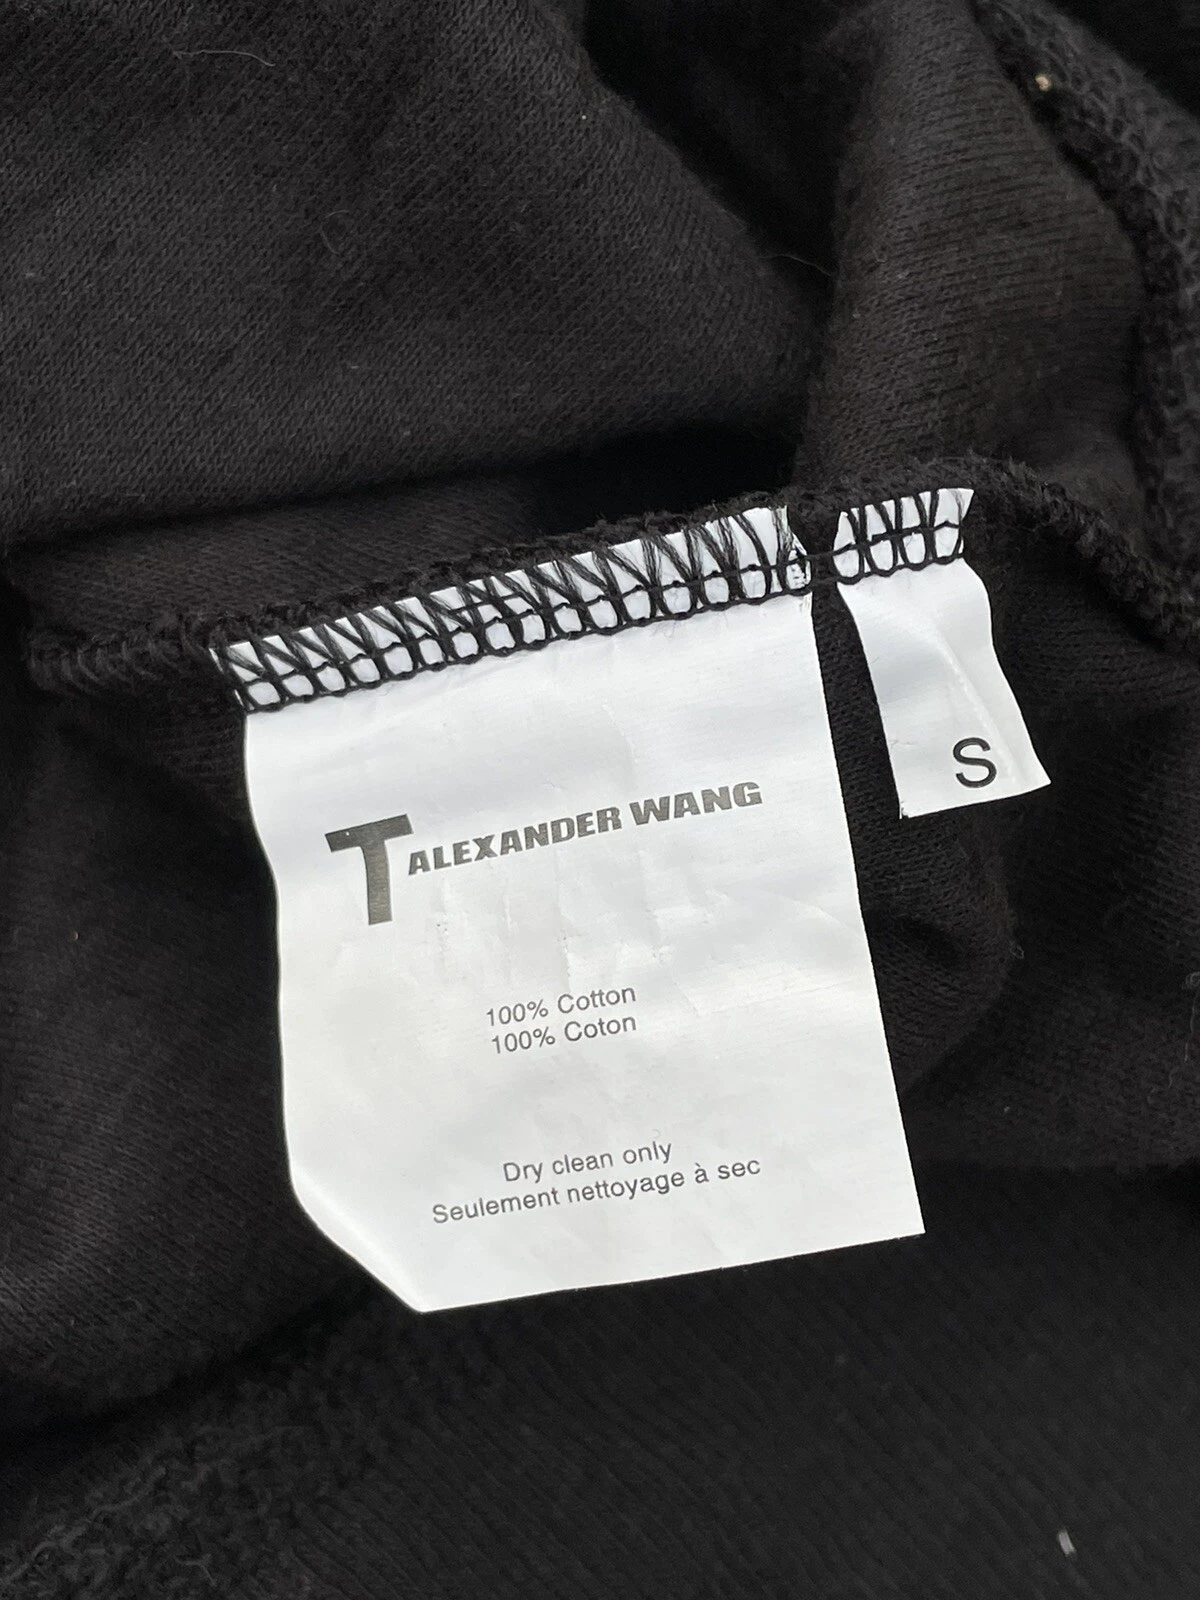 T ALEXANDER WANG
S
100% Cotton
100% Coton
Dry clean only
Seulement nettoyage à sec